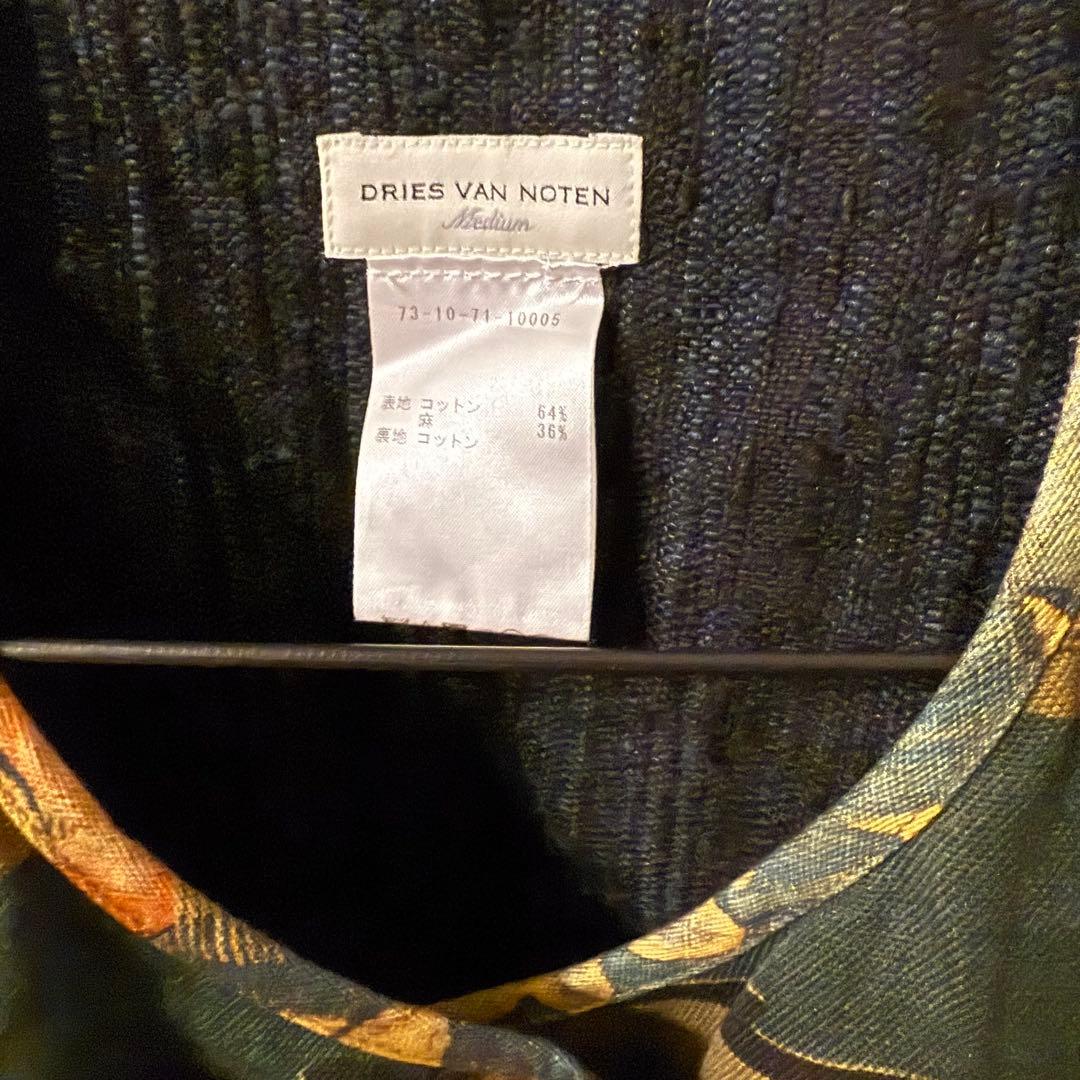 DRIES VAN NOTEN
Medium
73-10-71-10005
表地 コットン 64%
麻 36%
裏地 コットン